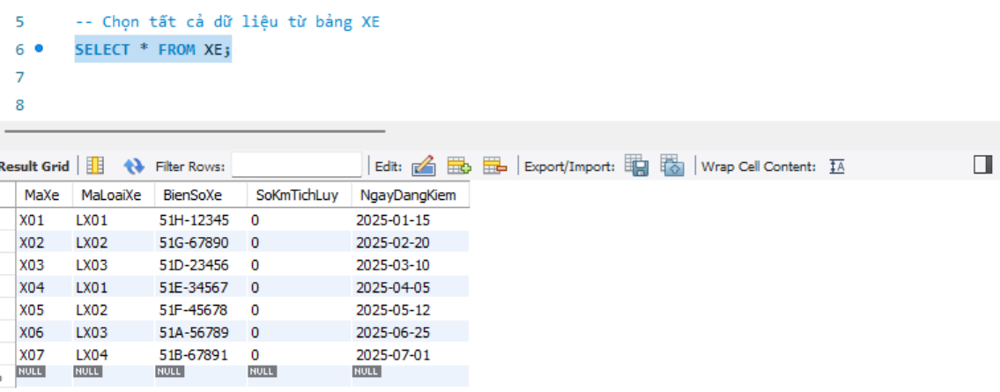 5 -- Chọn tất cả dữ liệu từ bảng XE
6 SELECT * FROM XE;
7
8
Result Grid Filter Rows: Edit: Export/Import: Wrap Cell Content: IA
MaXe MaLoaiXe BienSoXe SoKmTichLuy NgayDangKiem
X01 LX01 51H-12345 0 2025-01-15
X02 LX02 51G-67890 0 2025-02-20
X03 LX03 51D-23456 0 2025-03-10
X04 LX01 51E-34567 0 2025-04-05
X05 LX02 51F-45678 0 2025-05-12
X06 LX03 51A-56789 0 2025-06-25
X07 LX04 51B-67891 0 2025-07-01
NULL NULL NULL NULL NULL